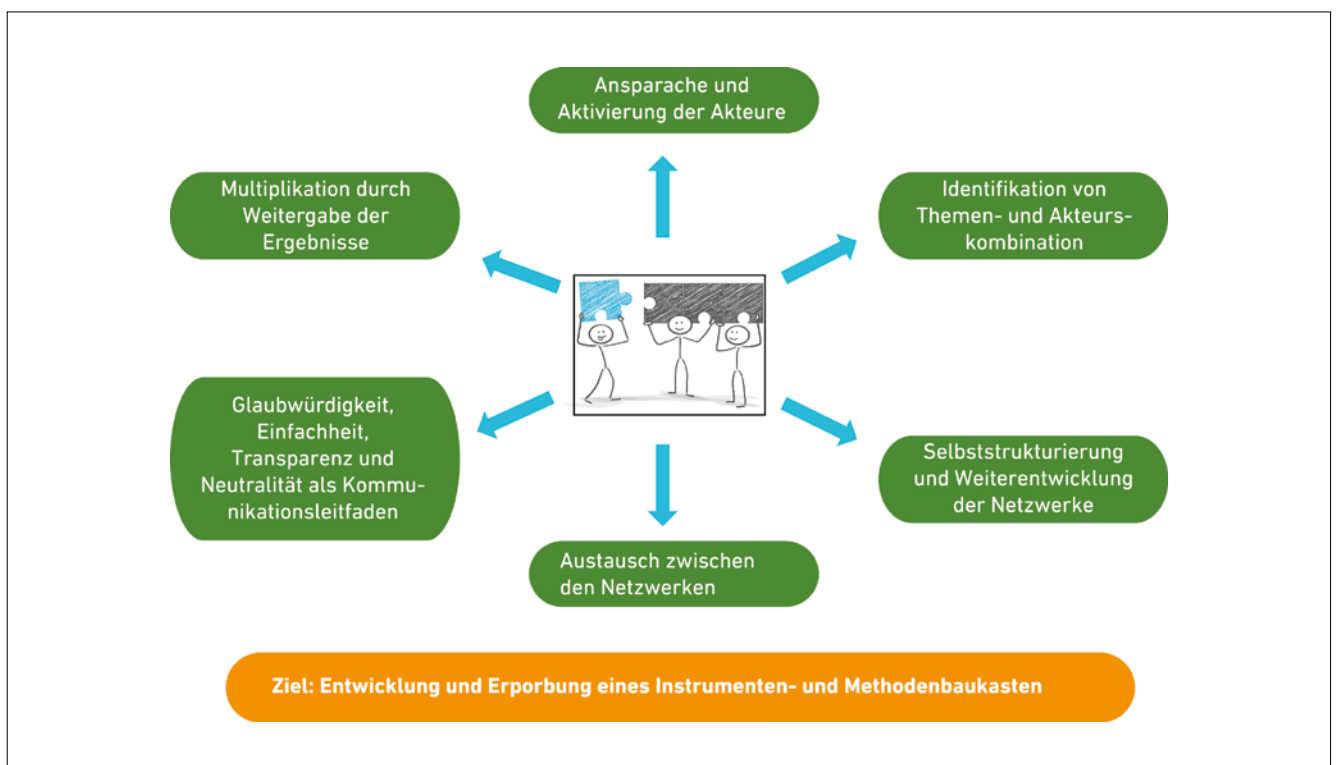 Ansparache und
Aktivierung der Akteure
Multiplikation durch
Weitergabe der
Ergebnisse
Identifikation von
Themen- und Akteurs-
kombination
Glaubwürdigkeit,
Einfachheit,
Transparenz und
Neutralität als Kommu-
nikationsleitfaden
Selbststrukturierung
und Weiterentwicklung
der Netzwerke
Austausch zwischen
den Netzwerken
Ziel: Entwicklung und Erporbung eines Instrumenten- und Methodenbaukasten